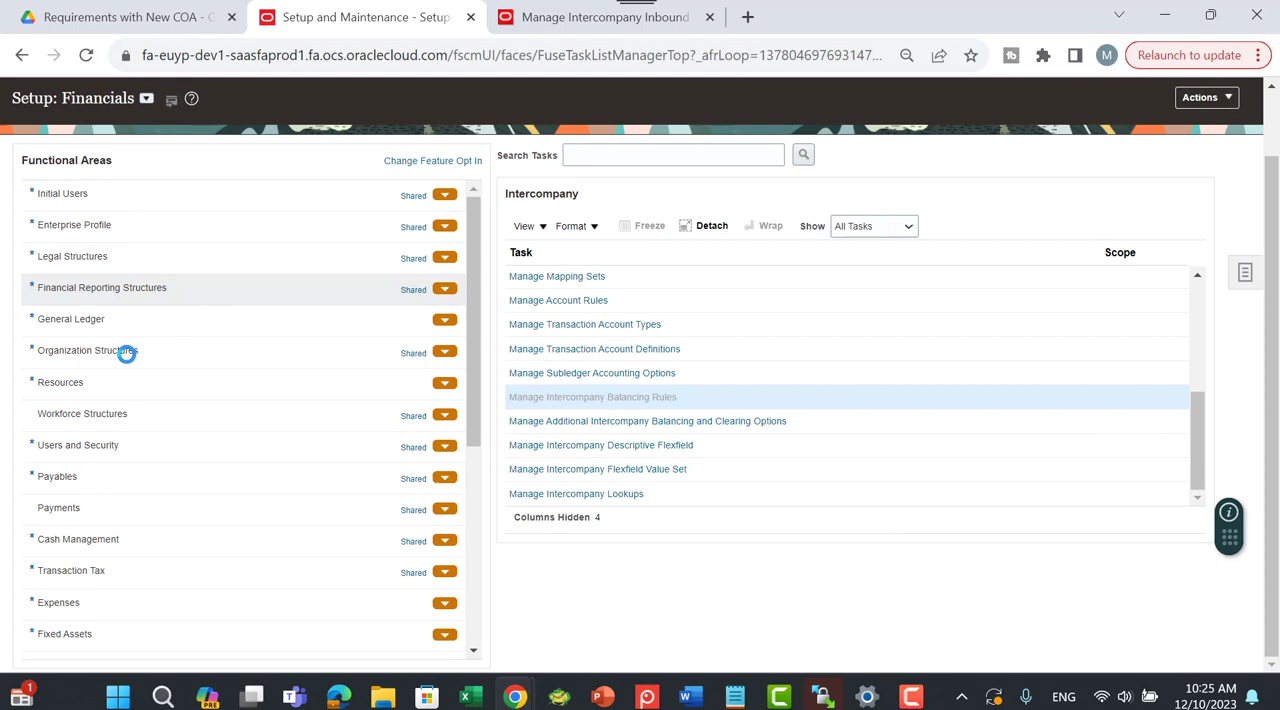 Requirements with New COA - G
Setup and Maintenance - Setup
Manage Intercompany Inbound
fa-euyp-dev1-saasfaprod1.fa.ocs.oraclecloud.com/fscmUI/faces/FuseTaskListManagerTop?_afrLoop=137804697693147...
tb
M
Relaunch to update
Setup: Financials
Actions
Functional Areas
Change Feature Opt In
* Initial Users Shared
* Enterprise Profile Shared
* Legal Structures Shared
* Financial Reporting Structures Shared
* General Ledger
* Organization Structures Shared
* Resources
Workforce Structures Shared
* Users and Security Shared
* Payables Shared
Payments Shared
* Cash Management Shared
* Transaction Tax Shared
* Expenses
* Fixed Assets
Search Tasks
Intercompany
View Format Freeze Detach Wrap Show All Tasks
Task Scope
Manage Mapping Sets
Manage Account Rules
Manage Transaction Account Types
Manage Transaction Account Definitions
Manage Subledger Accounting Options
Manage Intercompany Balancing Rules
Manage Additional Intercompany Balancing and Clearing Options
Manage Intercompany Descriptive Flexfield
Manage Intercompany Flexfield Value Set
Manage Intercompany Lookups
Columns Hidden 4
1
PRE
ENG
10:25 AM
12/10/2023